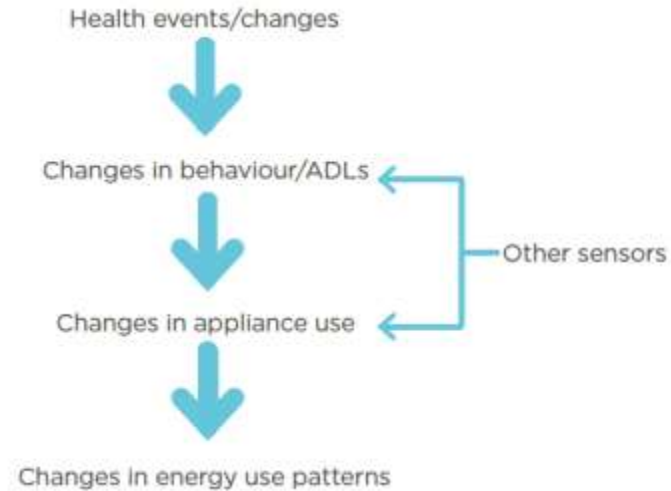 Health events/changes
Changes in behaviour/ADLs
Other sensors
Changes in appliance use
Changes in energy use patterns